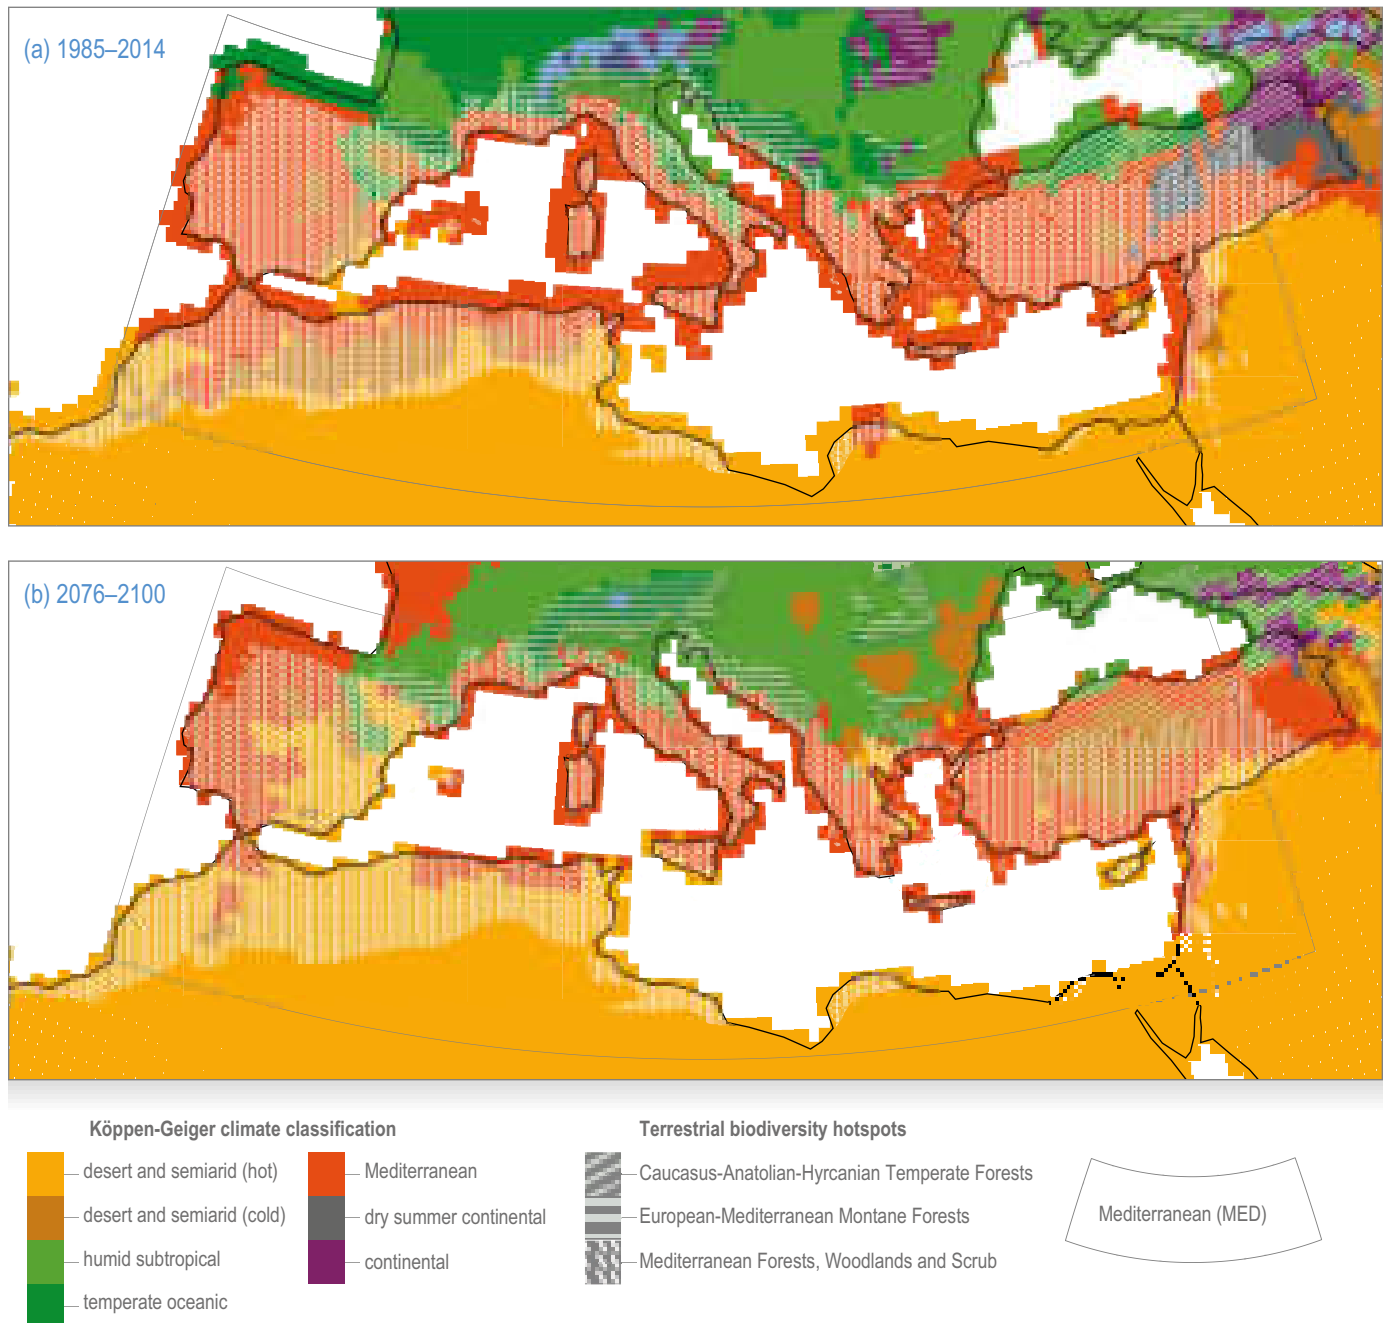 (a) 1985–2014
(b) 2076–2100
Köppen-Geiger climate classification
desert and semiarid (hot)
desert and semiarid (cold)
humid subtropical
temperate oceanic
Mediterranean
dry summer continental
continental
Terrestrial biodiversity hotspots
Caucasus-Anatolian-Hyrcanian Temperate Forests
European-Mediterranean Montane Forests
Mediterranean Forests, Woodlands and Scrub
Mediterranean (MED)